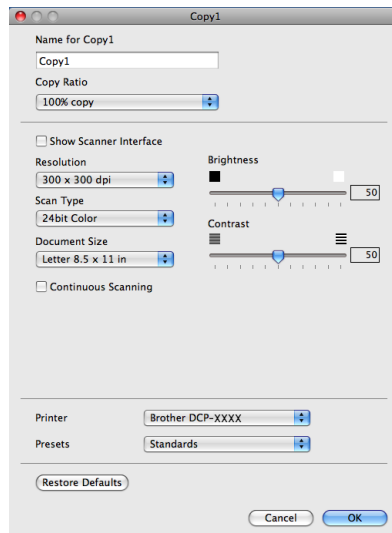 Copy1
Name for Copy1
Copy1
Copy Ratio
100% copy
Show Scanner Interface
Resolution
300 x 300 dpi
Scan Type
24bit Color
Document Size
Letter 8.5 x 11 in
Continuous Scanning
Brightness
50
Contrast
50
Printer
Brother DCP-XXXX
Presets
Standards
Restore Defaults
Cancel
OK